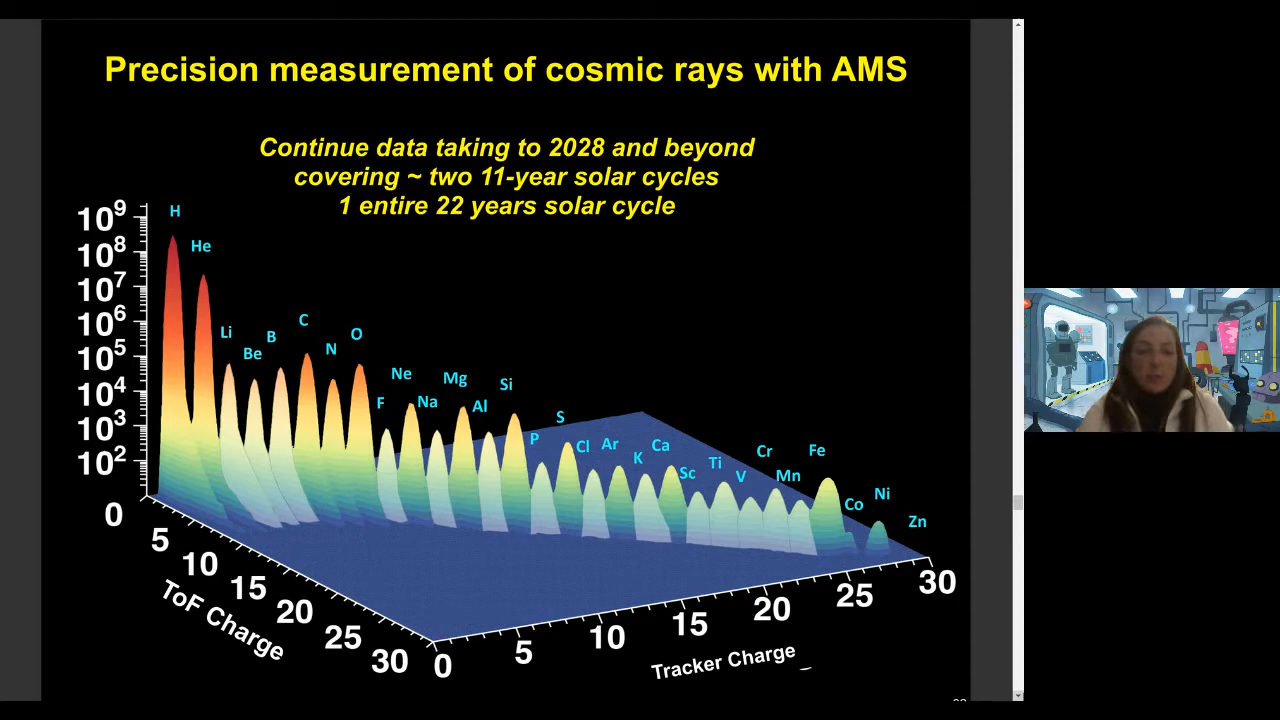 Precision measurement of cosmic rays with AMS
Continue data taking to 2028 and beyond
covering ~ two 11-year solar cycles
1 entire 22 years solar cycle
10⁹
10⁸
10⁷
10⁶
10⁵
10⁴
10³
10²
H
He
Li
Be
B
C
N
O
F
Ne
Na
Mg
Al
Si
P
S
Cl
Ar
K
Ca
Sc
Ti
V
Cr
Mn
Fe
Co
Ni
Zn
0
5
10
15
20
25
30
ToF Charge
0
5
10
15
20
25
30
Tracker Charge